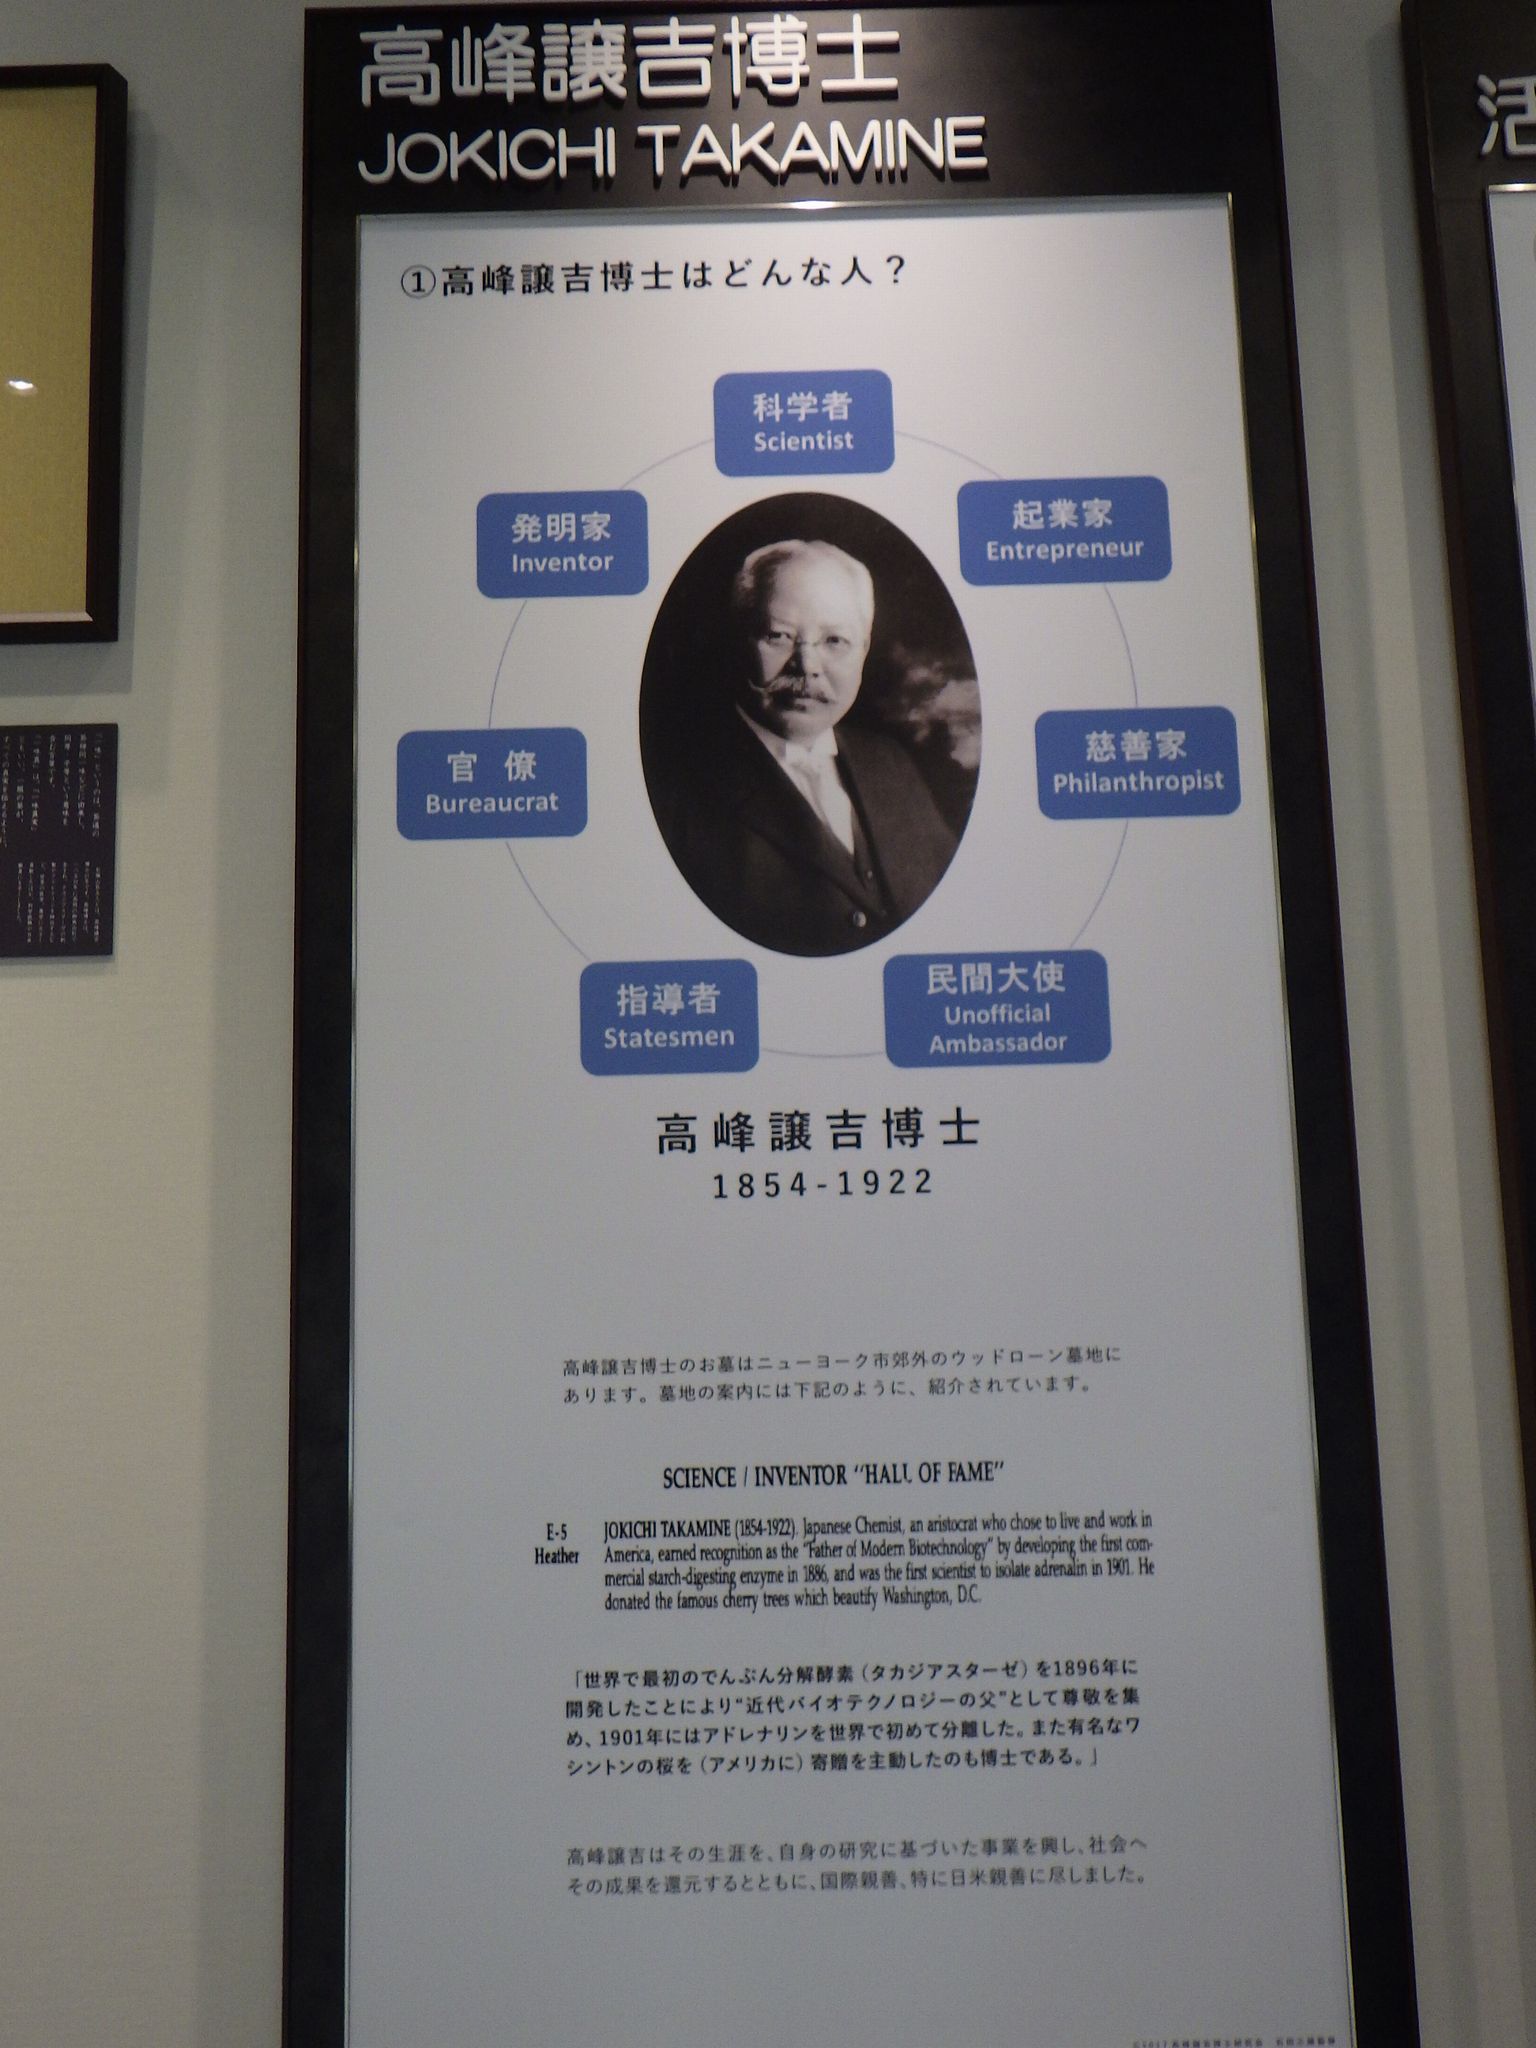 高峰譲吉博士
JOKICHI TAKAMINE
①高峰譲吉博士はどんな人？
科学者
Scientist
発明家
Inventor
起業家
Entrepreneur
官 僚
Bureaucrat
慈善家
Philanthropist
指導者
Statesmen
民間大使
Unofficial
Ambassador
高峰譲吉博士
1854-1922
高峰譲吉博士のお墓はニューヨーク市郊外のウッドローン墓地に
あります。墓地の案内には下記のように、紹介されています。
SCIENCE / INVENTOR "HALL OF FAME"
E-5
Heather
JOKICHI TAKAMINE (1854-1922). Japanese Chemist, an aristocrat who chose to live and work in
America, earned recognition as the "Father of Modern Biotechnology" by developing the first com-
mercial starch-digesting enzyme in 1886, and was the first scientist to isolate adrenalin in 1901. He
donated the famous cherry trees which beautify Washington, D.C.
「世界で最初のでんぷん分解酵素（タカジアスターゼ）を1896年に
開発したことにより“近代バイオテクノロジーの父”として尊敬を集
め、1901年にはアドレナリンを世界で初めて分離した。また有名なワ
シントンの桜を（アメリカに）寄贈を主動したのも博士である。」
高峰譲吉はその生涯を、自身の研究に基づいた事業を興し、社会へ
その成果を還元するとともに、国際親善、特に日米親善に尽しました。
活